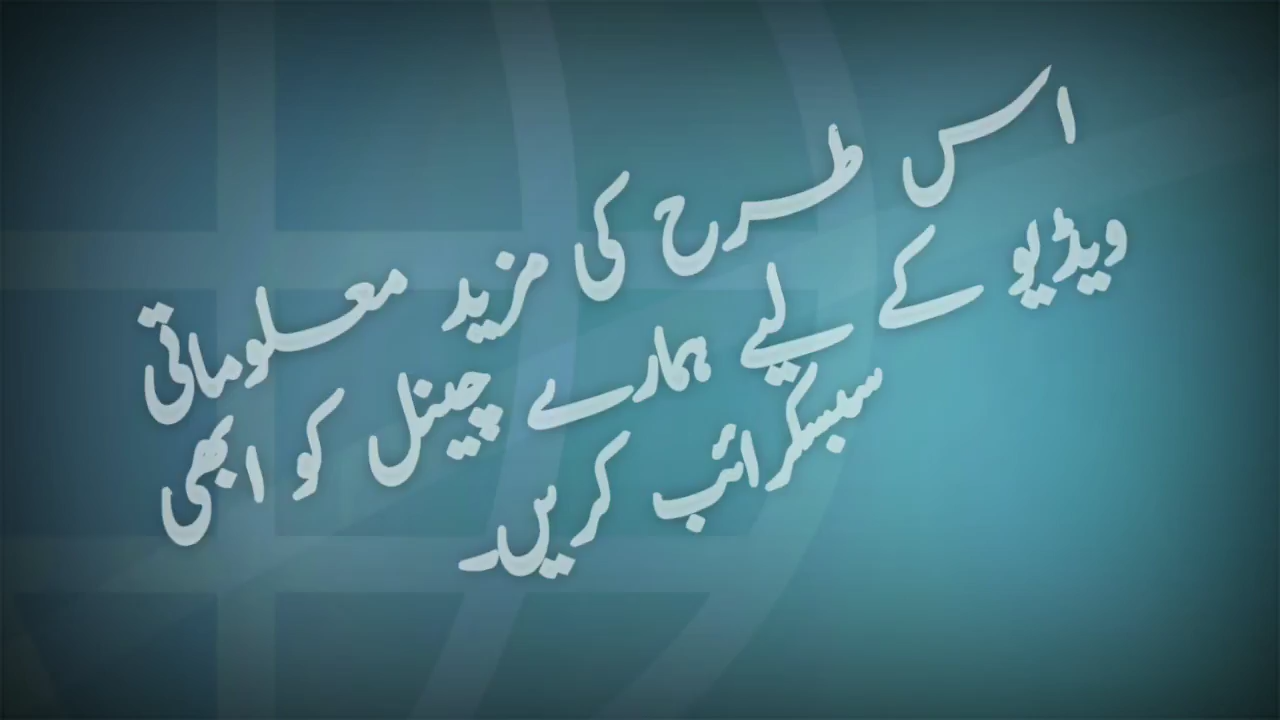 اس طرح کی مزید معلوماتی
ویڈیو کے لیے ہمارے چینل کو ابھی
سبسکرائب کریں۔